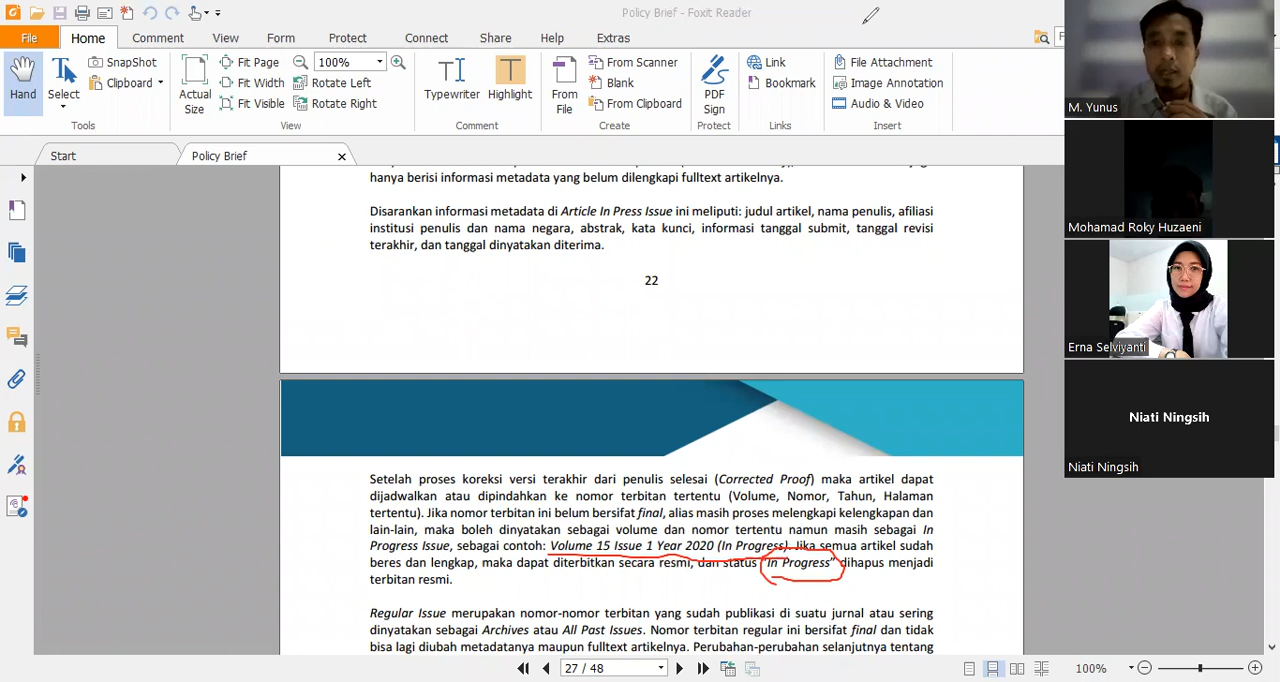 Policy Brief - Foxit Reader
File Home Comment View Form Protect Connect Share Help Extras
Hand
Select
SnapShot
Clipboard
Tools
Actual Size
Fit Page
Fit Width
Fit Visible
100%
Rotate Left
Rotate Right
View
Typewriter
Highlight
Comment
From File
From Scanner
Blank
From Clipboard
Create
PDF Sign
Protect
Link
Bookmark
Links
File Attachment
Image Annotation
Audio & Video
Insert
Start
Policy Brief
hanya berisi informasi metadata yang belum dilengkapi fulltext artikelnya.
Disarankan informasi metadata di Article In Press Issue ini meliputi: judul artikel, nama penulis, afiliasi
institusi penulis dan nama negara, abstrak, kata kunci, informasi tanggal submit, tanggal revisi
terakhir, dan tanggal dinyatakan diterima.
22
Setelah proses koreksi versi terakhir dari penulis selesai (Corrected Proof) maka artikel dapat
dijadwalkan atau dipindahkan ke nomor terbitan tertentu (Volume, Nomor, Tahun, Halaman
tertentu). Jika nomor terbitan ini belum bersifat final, alias masih proses melengkapi kelengkapan dan
lain-lain, maka boleh dinyatakan sebagai volume dan nomor tertentu namun masih sebagai In
Progress Issue, sebagai contoh: Volume 15 Issue 1 Year 2020 (In Progress). Jika semua artikel sudah
beres dan lengkap, maka dapat diterbitkan secara resmi, dan status "In Progress" dihapus menjadi
terbitan resmi.
Regular Issue merupakan nomor-nomor terbitan yang sudah publikasi di suatu jurnal atau sering
dinyatakan sebagai Archives atau All Past Issues. Nomor terbitan regular ini bersifat final dan tidak
bisa lagi diubah metadatanya maupun fulltext artikelnya. Perubahan-perubahan selanjutnya tentang
27 / 48
100%
M. Yunus
Mohamad Roky Huzaeni
Erna Selviyanti
Niati Ningsih
Niati Ningsih